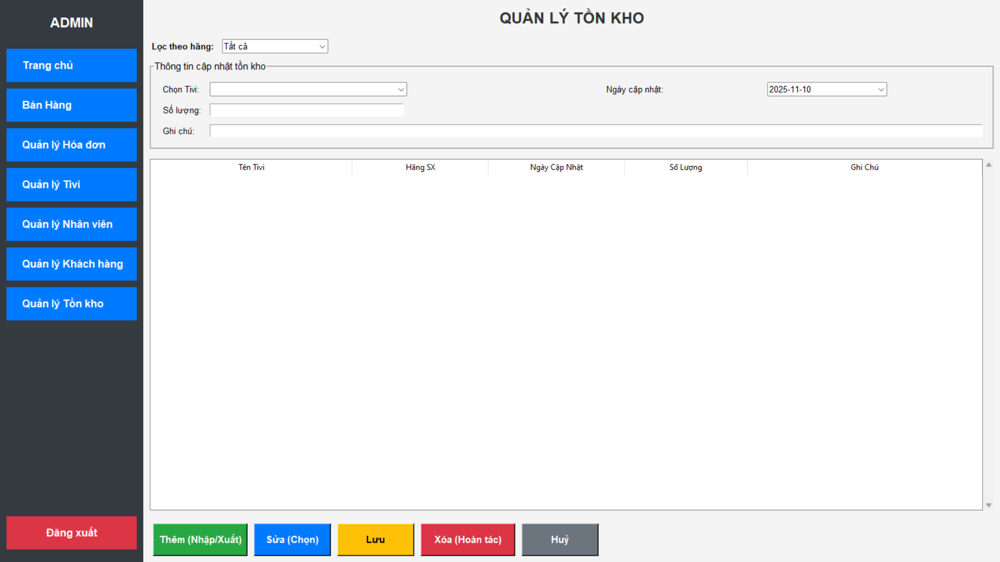 ADMIN
Trang chủ
Bán Hàng
Quản lý Hóa đơn
Quản lý Tivi
Quản lý Nhân viên
Quản lý Khách hàng
Quản lý Tồn kho
Đăng xuất
QUẢN LÝ TỒN KHO
Lọc theo hãng: Tất cả
Thông tin cập nhật tồn kho
Chọn Tivi: Ngày cập nhật: 2025-11-10
Số lượng:
Ghi chú:
Tên Tivi Hãng SX Ngày Cập Nhật Số Lượng Ghi Chú
Thêm (Nhập/Xuất) Sửa (Chọn) Lưu Xóa (Hoàn tác) Huỷ